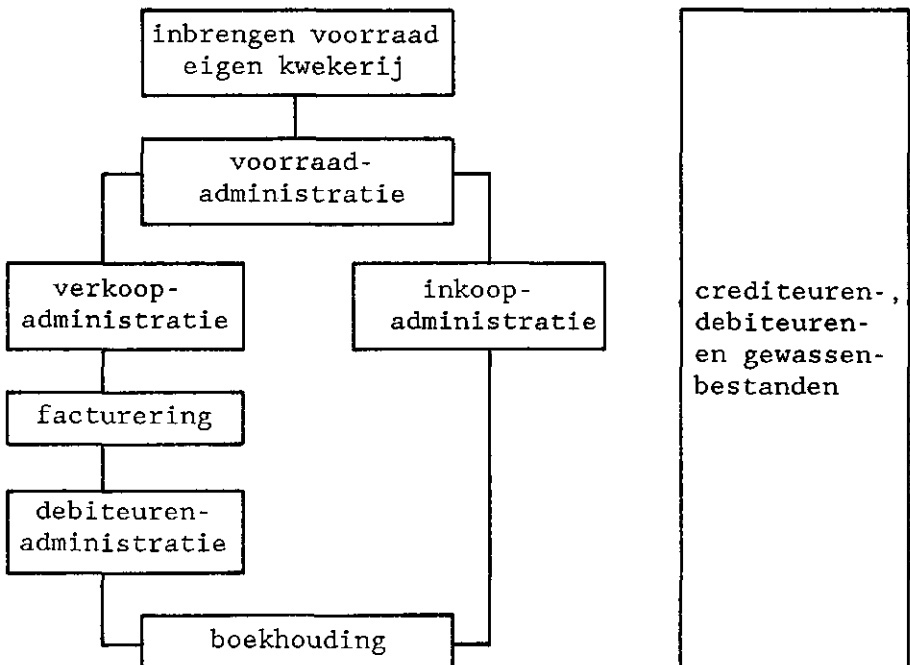 inbrengen voorraad
eigen kwekerij
voorraad-
administratie
verkoop-
administratie
inkoop-
administratie
facturering
debiteuren-
administratie
boekhouding
crediteuren-,
debiteuren-
en gewassen-
bestanden